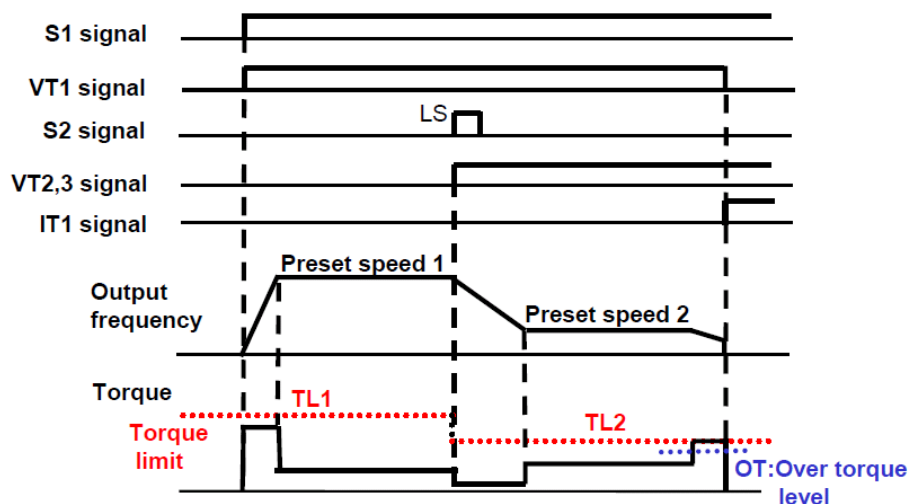 S1 signal
VT1 signal
LS
S2 signal
VT2,3 signal
IT1 signal
Preset speed 1
Output
frequency
Preset speed 2
Torque
TL1
Torque
limit
TL2
OT:Over torque
level